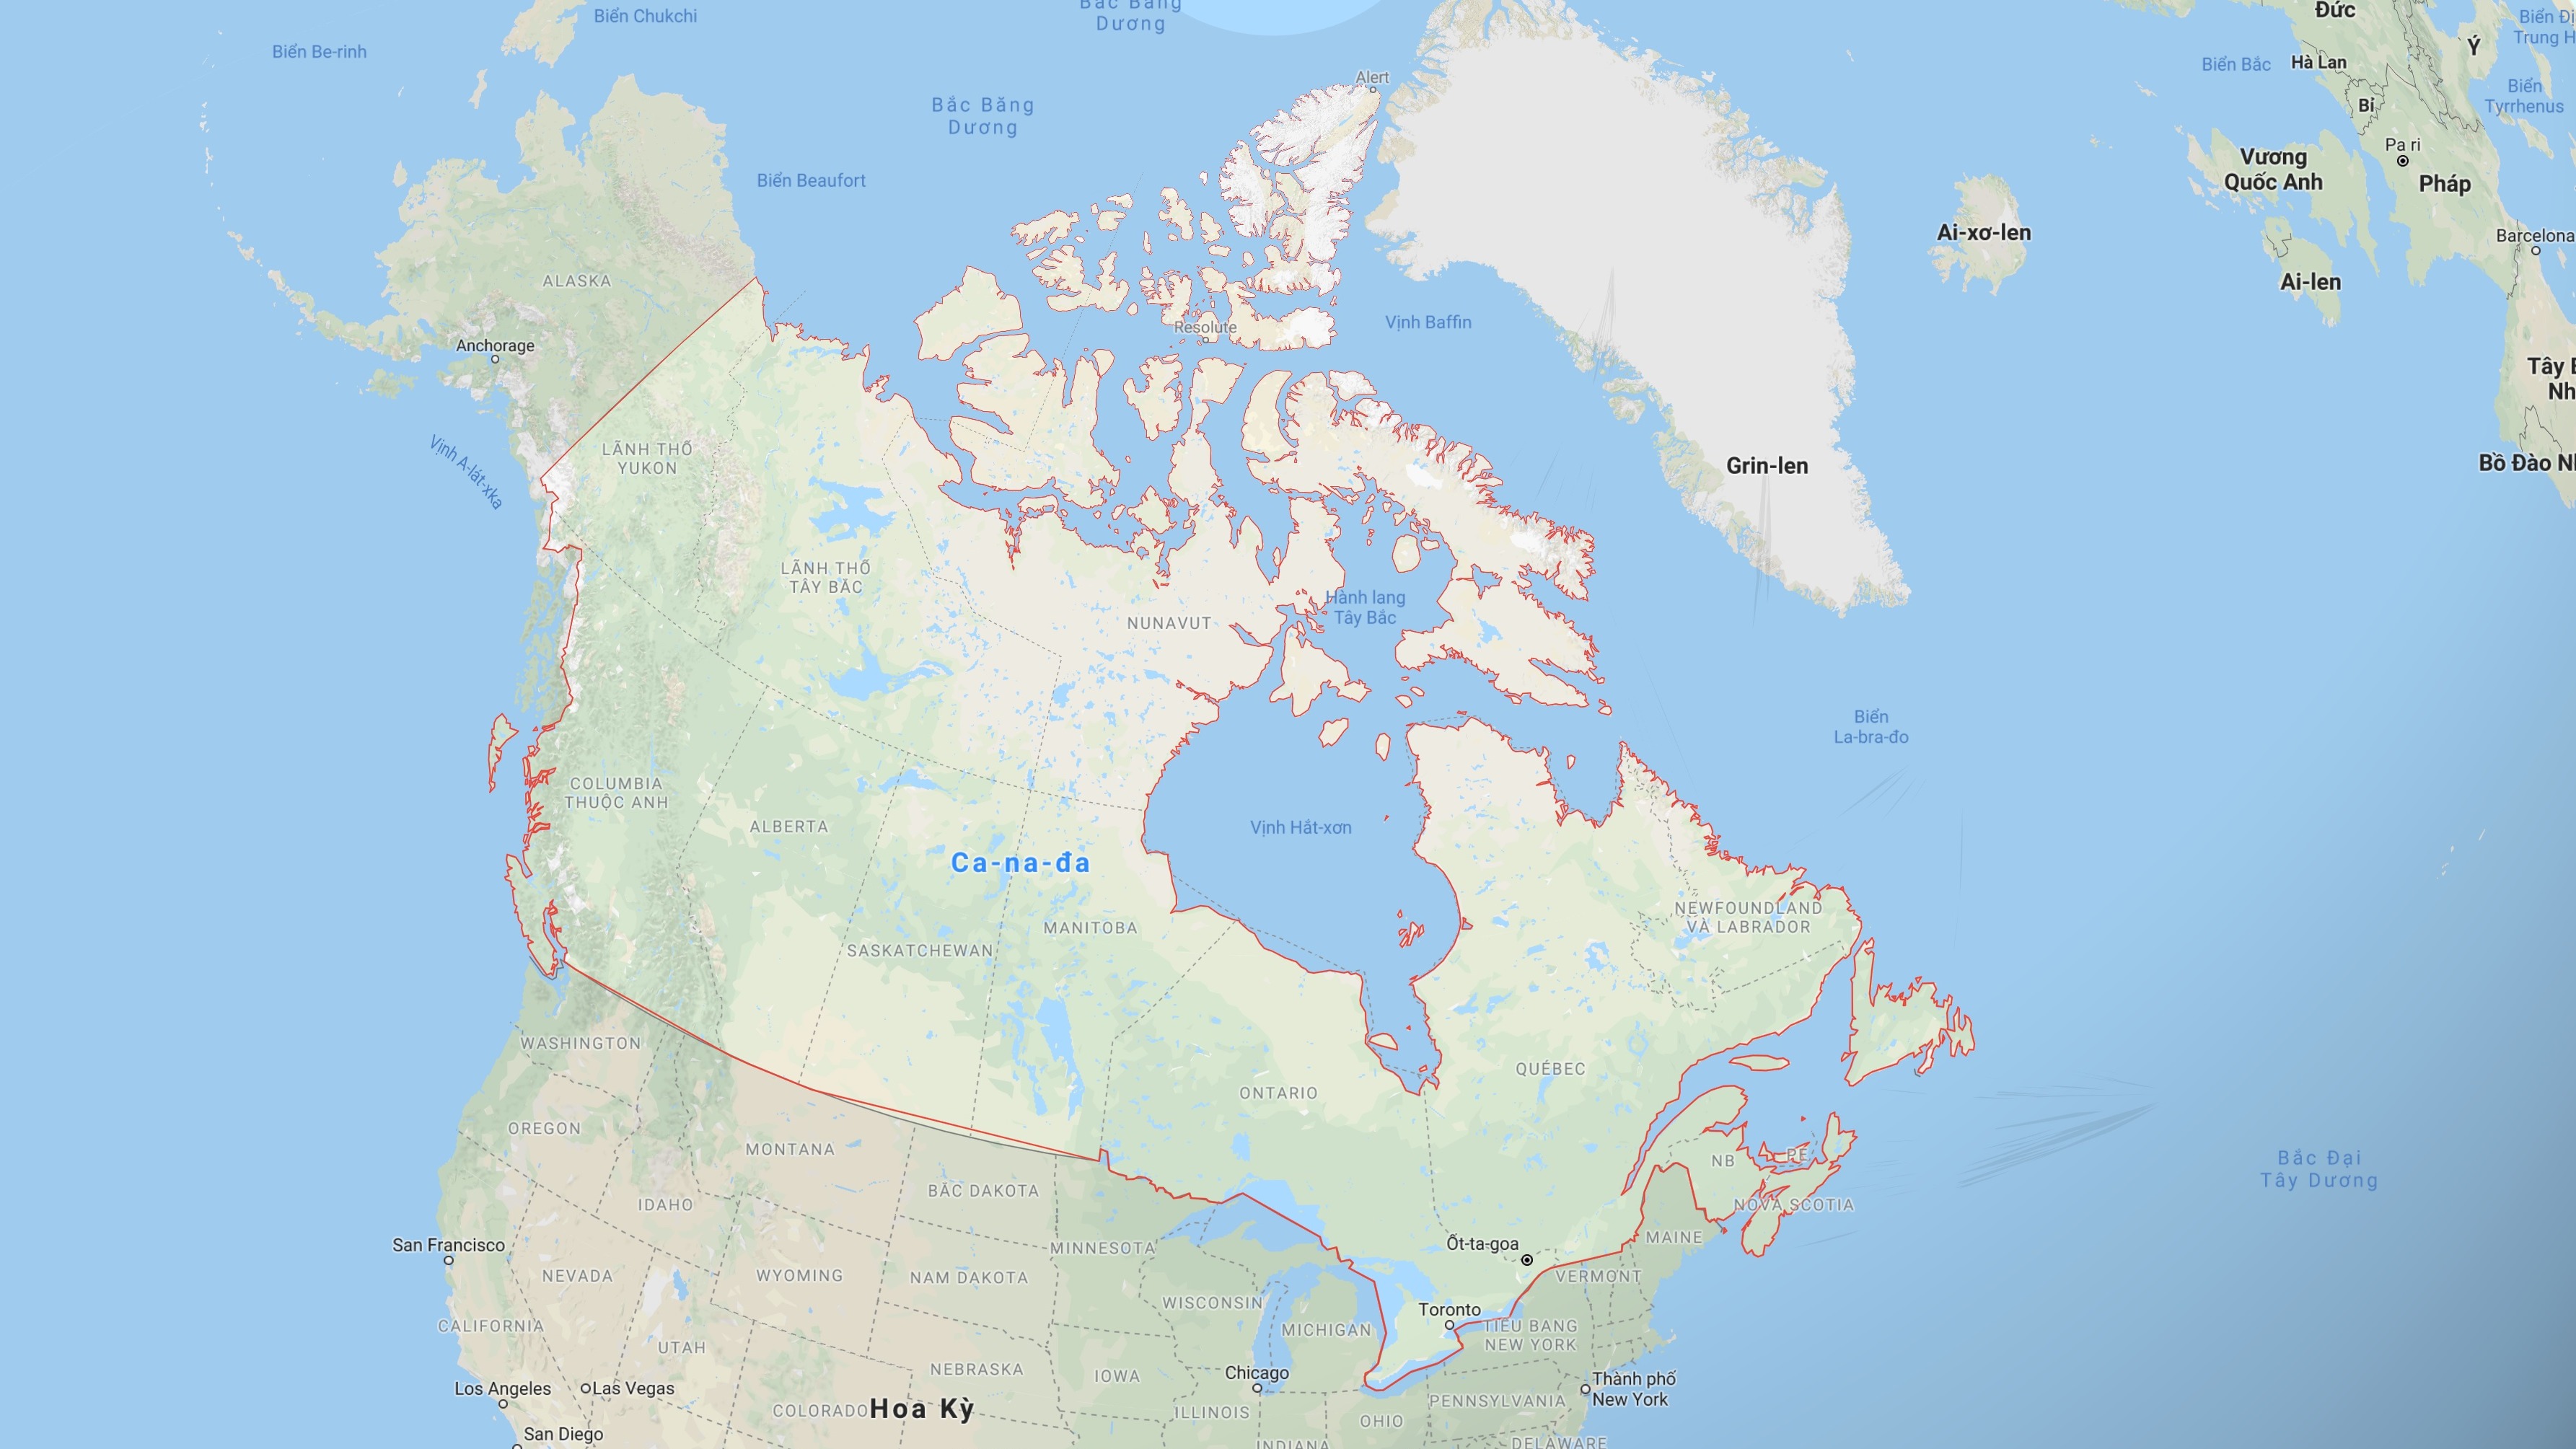 Bắc Băng
Dương
Biển Chukchi
Biển Be-rinh
Đức
Ý
Hà Lan
Biển Bắc
Bỉ
Biển
Tyrrhenus
Alert
Bắc Băng
Dương
Biển Beaufort
Pa ri
Vương
Quốc Anh
Pháp
Ai-xơ-len
Barcelona
Ai-len
ALASKA
Vịnh Baffin
Resolute
Anchorage
LÃNH THỔ
YUKON
Vịnh A-lát-xka
Grin-len
LÃNH THỔ
TÂY BẮC
Hành lang
Tây Bắc
NUNAVUT
Biển
La-bra-đo
COLUMBIA
THUỘC ANH
ALBERTA
Vịnh Hắt-xơn
Ca-na-đa
NEWFOUNDLAND
VÀ LABRADOR
MANITOBA
SASKATCHEWAN
WASHINGTON
QUÉBEC
ONTARIO
OREGON
MONTANA
NB
PE
Bắc Đại
Tây Dương
BẮC DAKOTA
IDAHO
NOVA SCOTIA
MAINE
San Francisco
MINNESOTA
Ốt-ta-goa
NEVADA
WYOMING
NAM DAKOTA
VERMONT
WISCONSIN
Toronto
CALIFORNIA
MICHIGAN
TIỂU BANG
NEW YORK
UTAH
NEBRASKA
IOWA
Chicago
Thành phố
New York
Los Angeles
Las Vegas
PENNSYLVANIA
COLORADO
Hoa Kỳ
ILLINOIS
OHIO
San Diego
INDIANA
DELAWARE